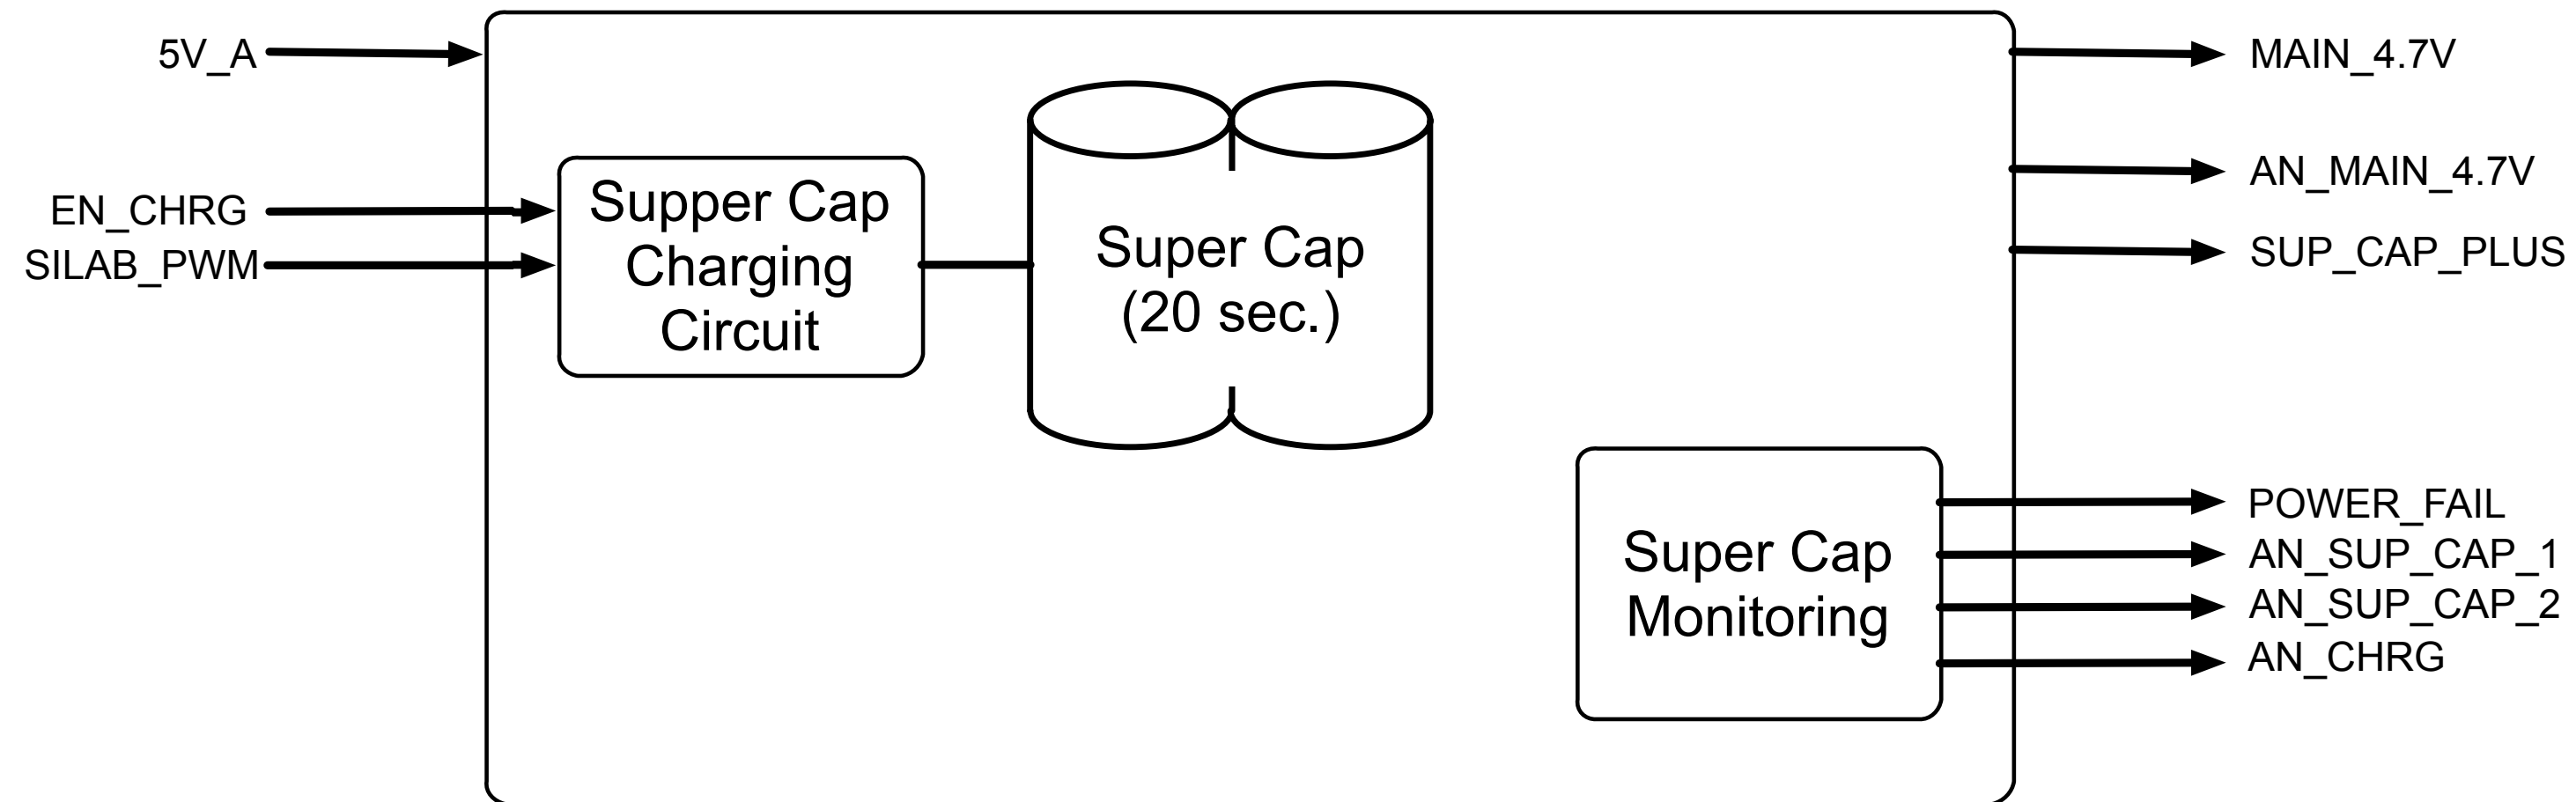 5V_A
EN_CHRG
SILAB_PWM
Supper Cap
Charging
Circuit
Super Cap
(20 sec.)
Super Cap
Monitoring
MAIN_4.7V
AN_MAIN_4.7V
SUP_CAP_PLUS
POWER_FAIL
AN_SUP_CAP_1
AN_SUP_CAP_2
AN_CHRG